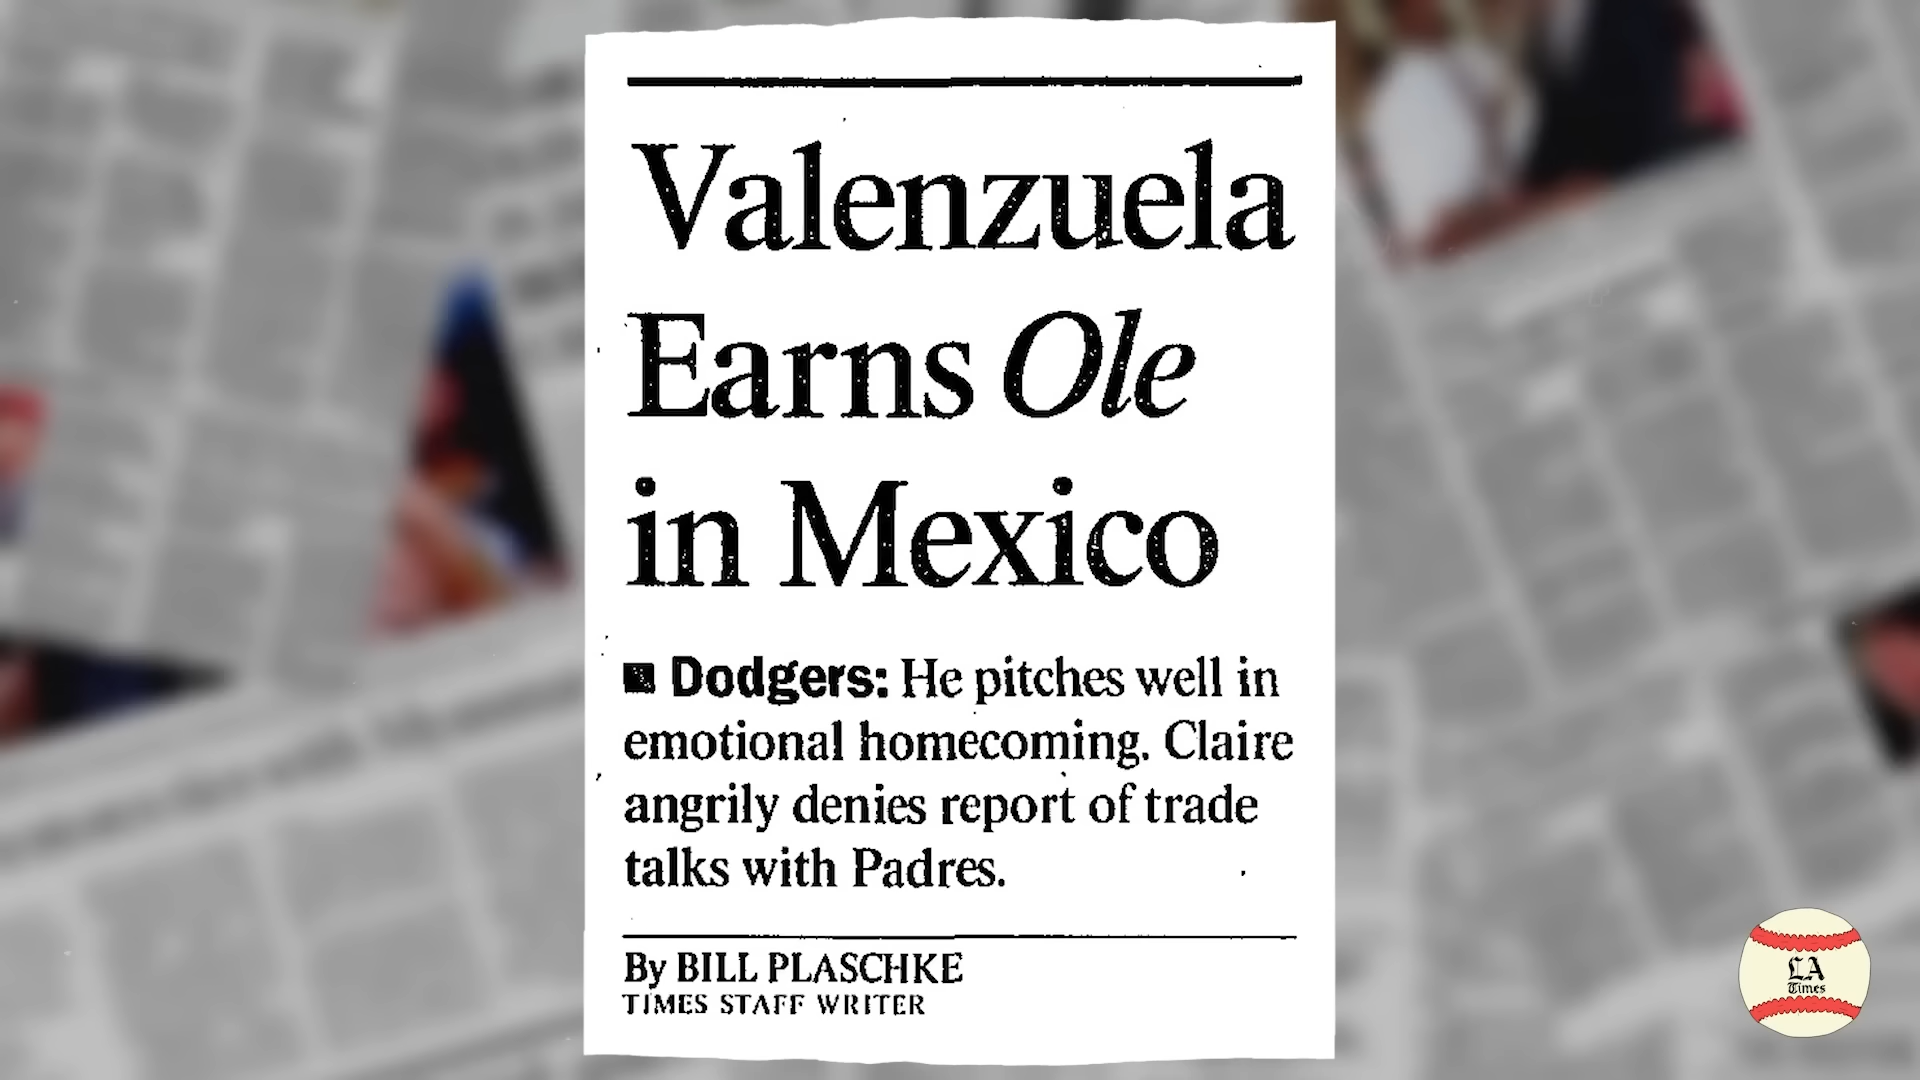 Valenzuela
Earns Ole
in Mexico
■ Dodgers: He pitches well in
emotional homecoming. Claire
angrily denies report of trade
talks with Padres.
By BILL PLASCHKE
TIMES STAFF WRITER
LA
Times